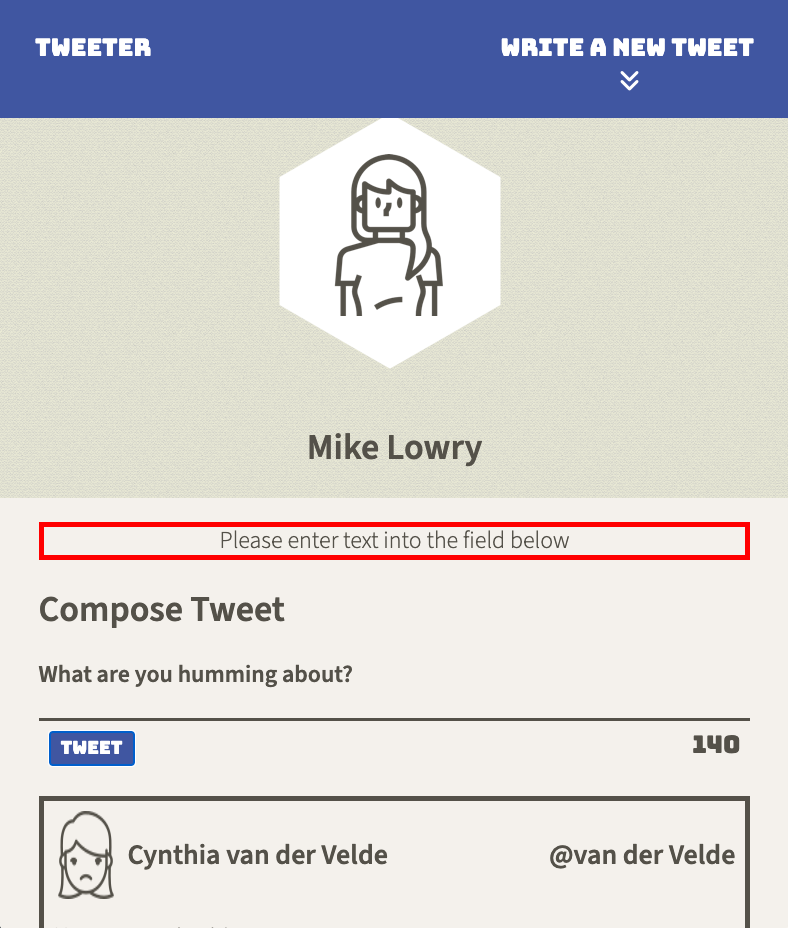 TWEETER
WRITE A NEW TWEET
Mike Lowry
Please enter text into the field below
Compose Tweet
What are you humming about?
TWEET
140
Cynthia van der Velde
@van der Velde